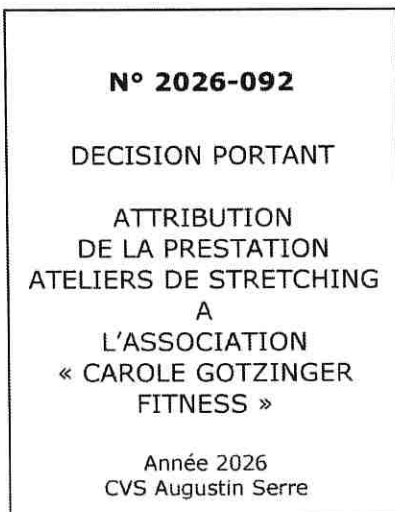 N° 2026-092
DECISION PORTANT
ATTRIBUTION
DE LA PRESTATION
ATELIERS DE STRETCHING
A
L'ASSOCIATION
« CAROLE GOTZINGER
FITNESS »
Année 2026
CVS Augustin Serre